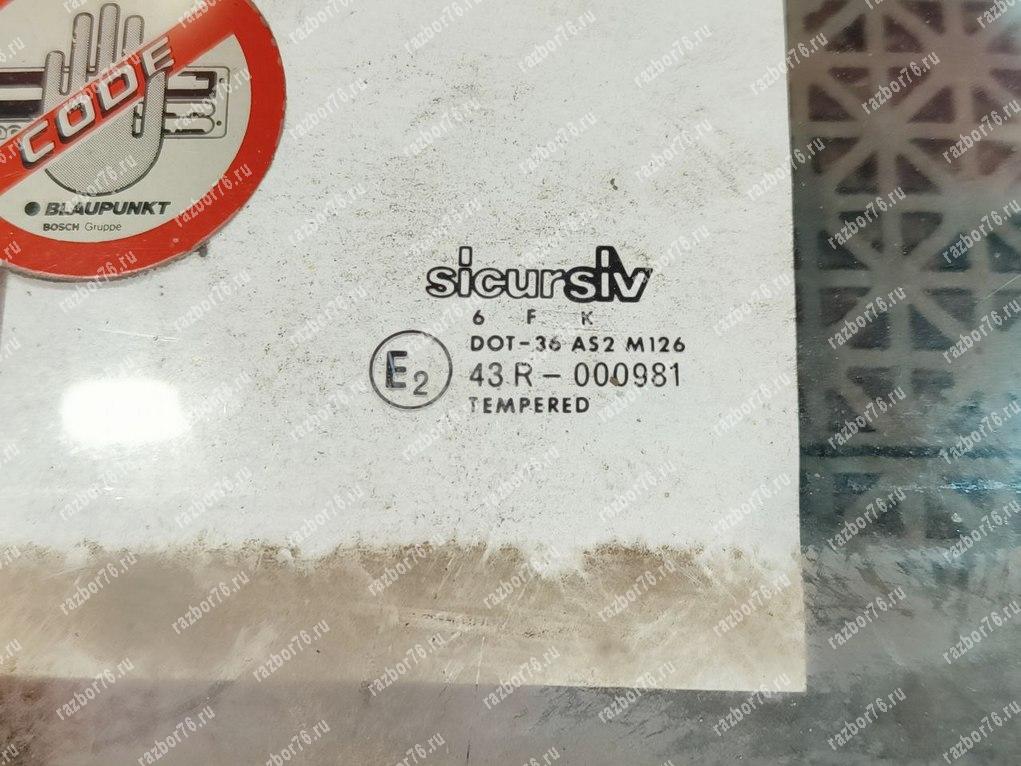 CODE
BLAUPUNKT
BOSCH Gruppe
sicursiv
6 F K
DOT-36 AS2 M126
E2
43 R - 000981
TEMPERED
razbor76.ru